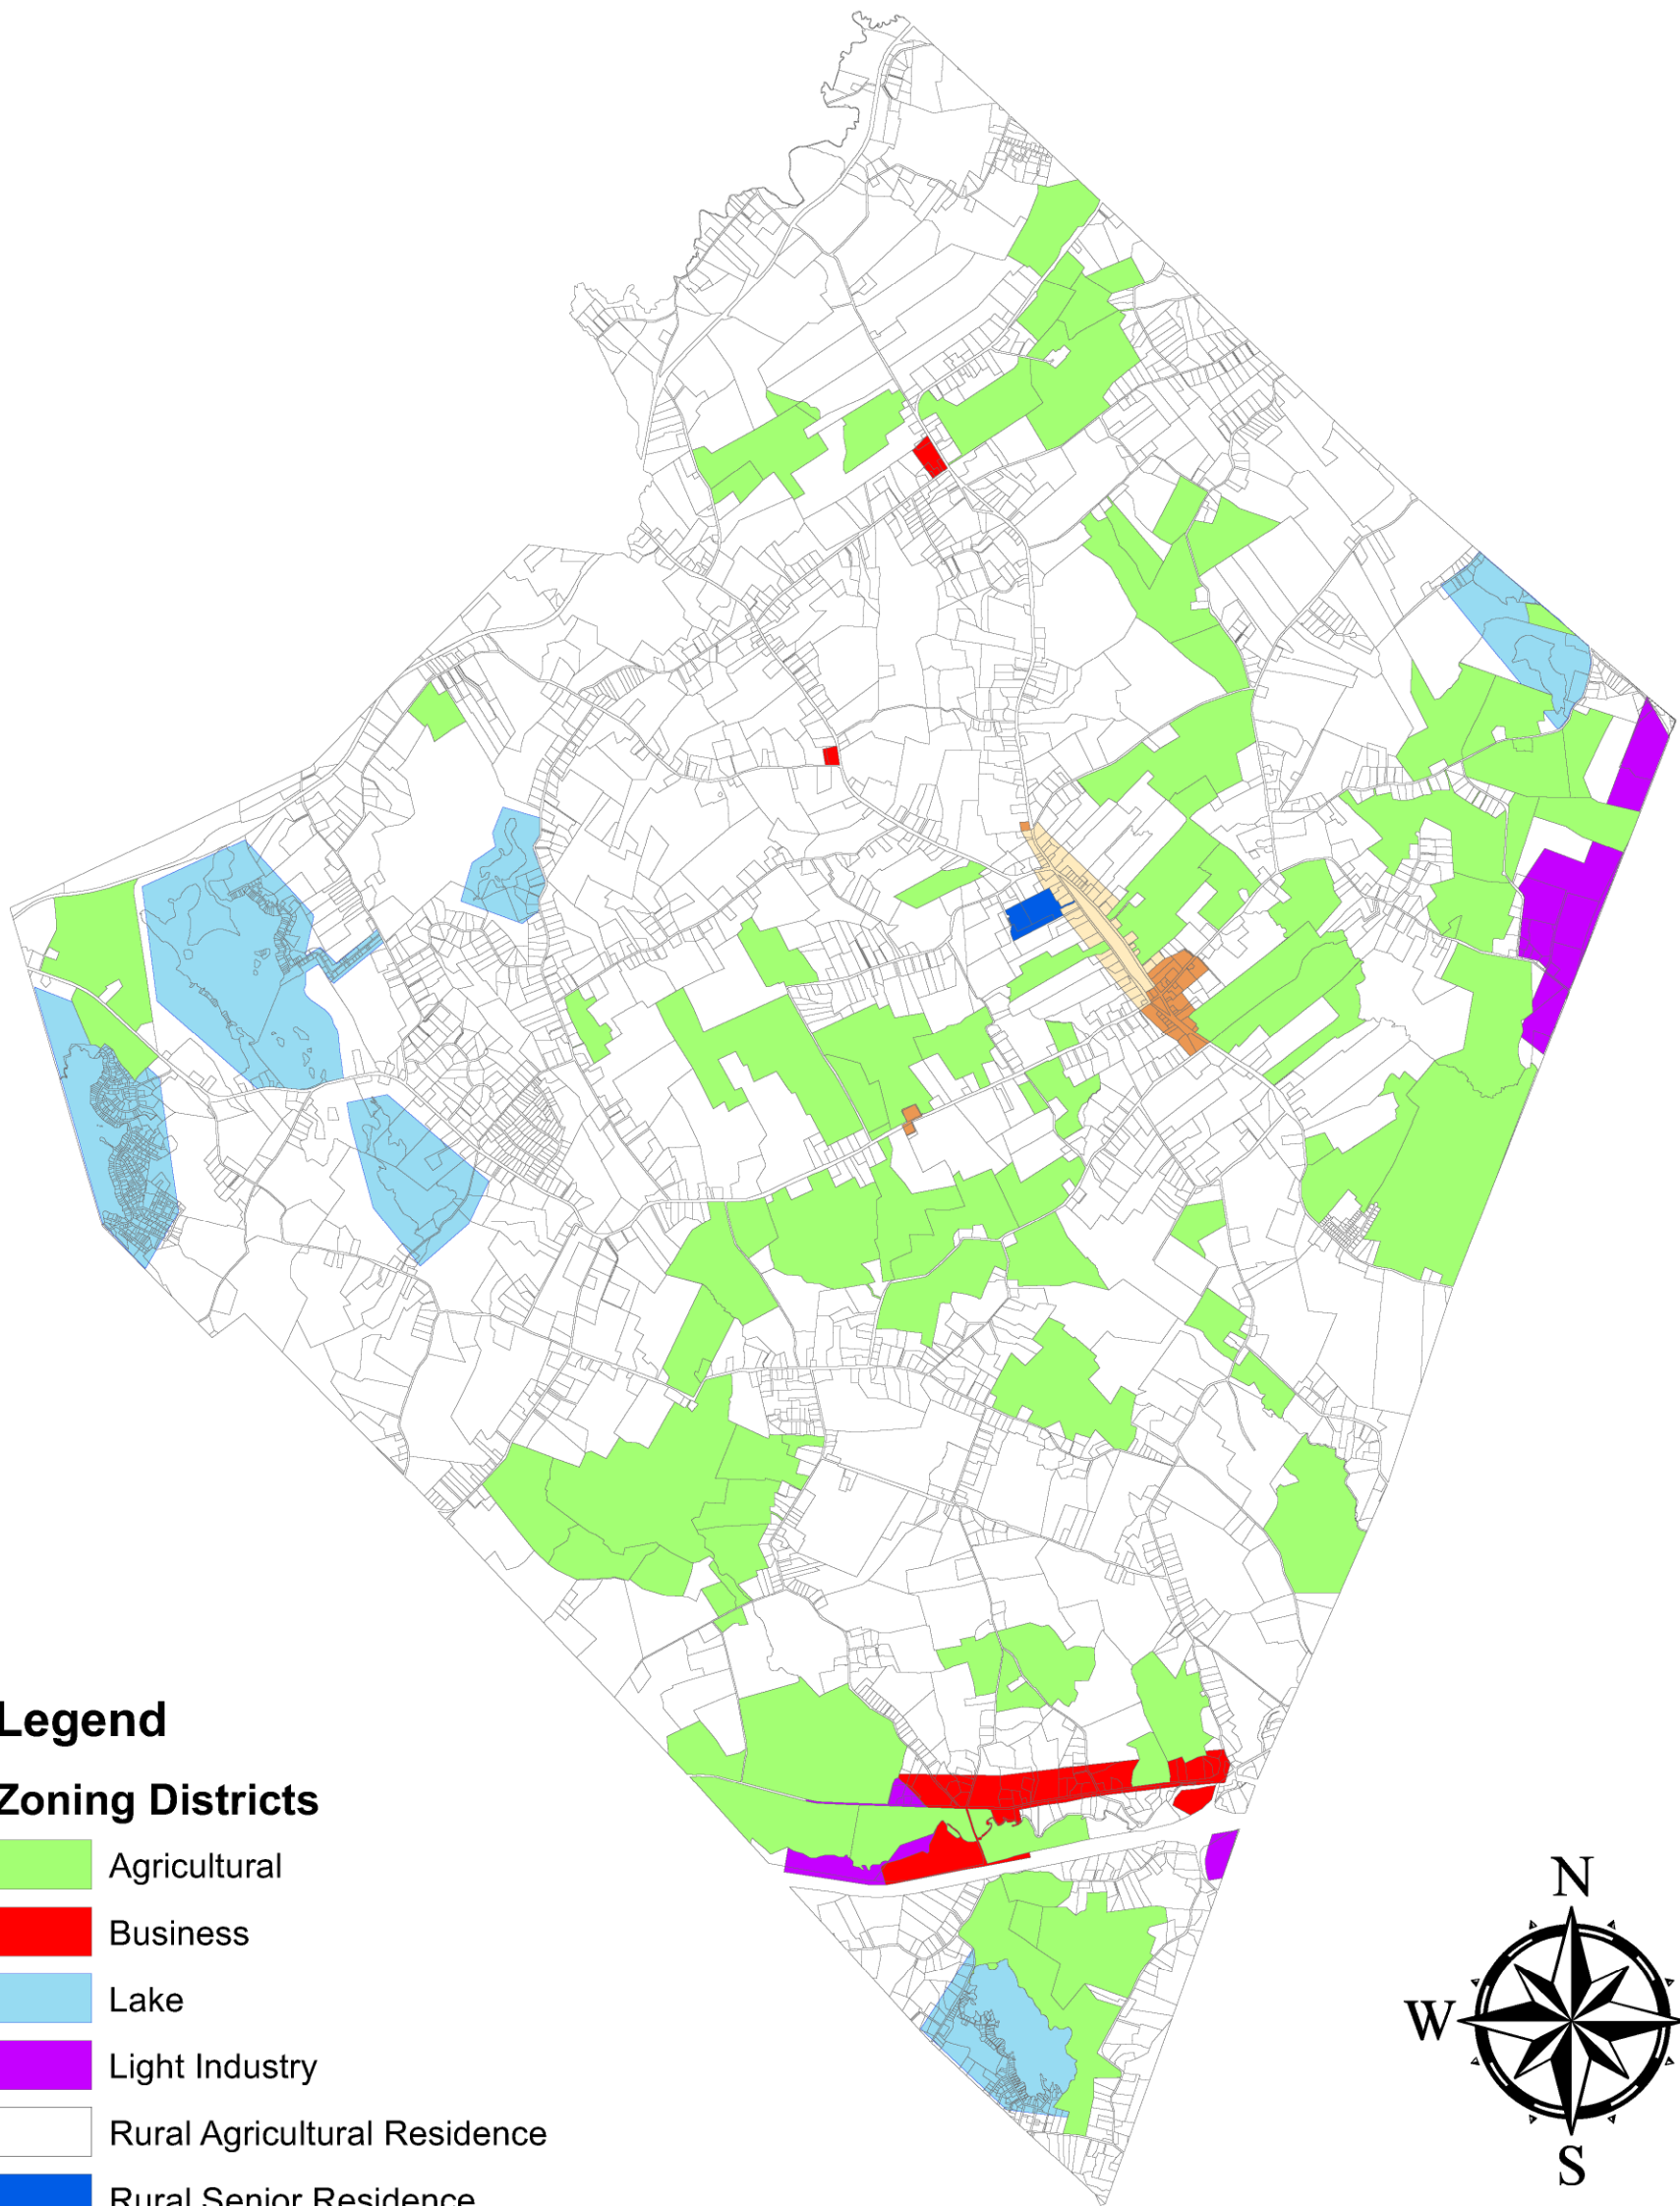 Legend
Zoning Districts
Agricultural
Business
Lake
Light Industry
Rural Agricultural Residence
Rural Senior Residence
N
W
S